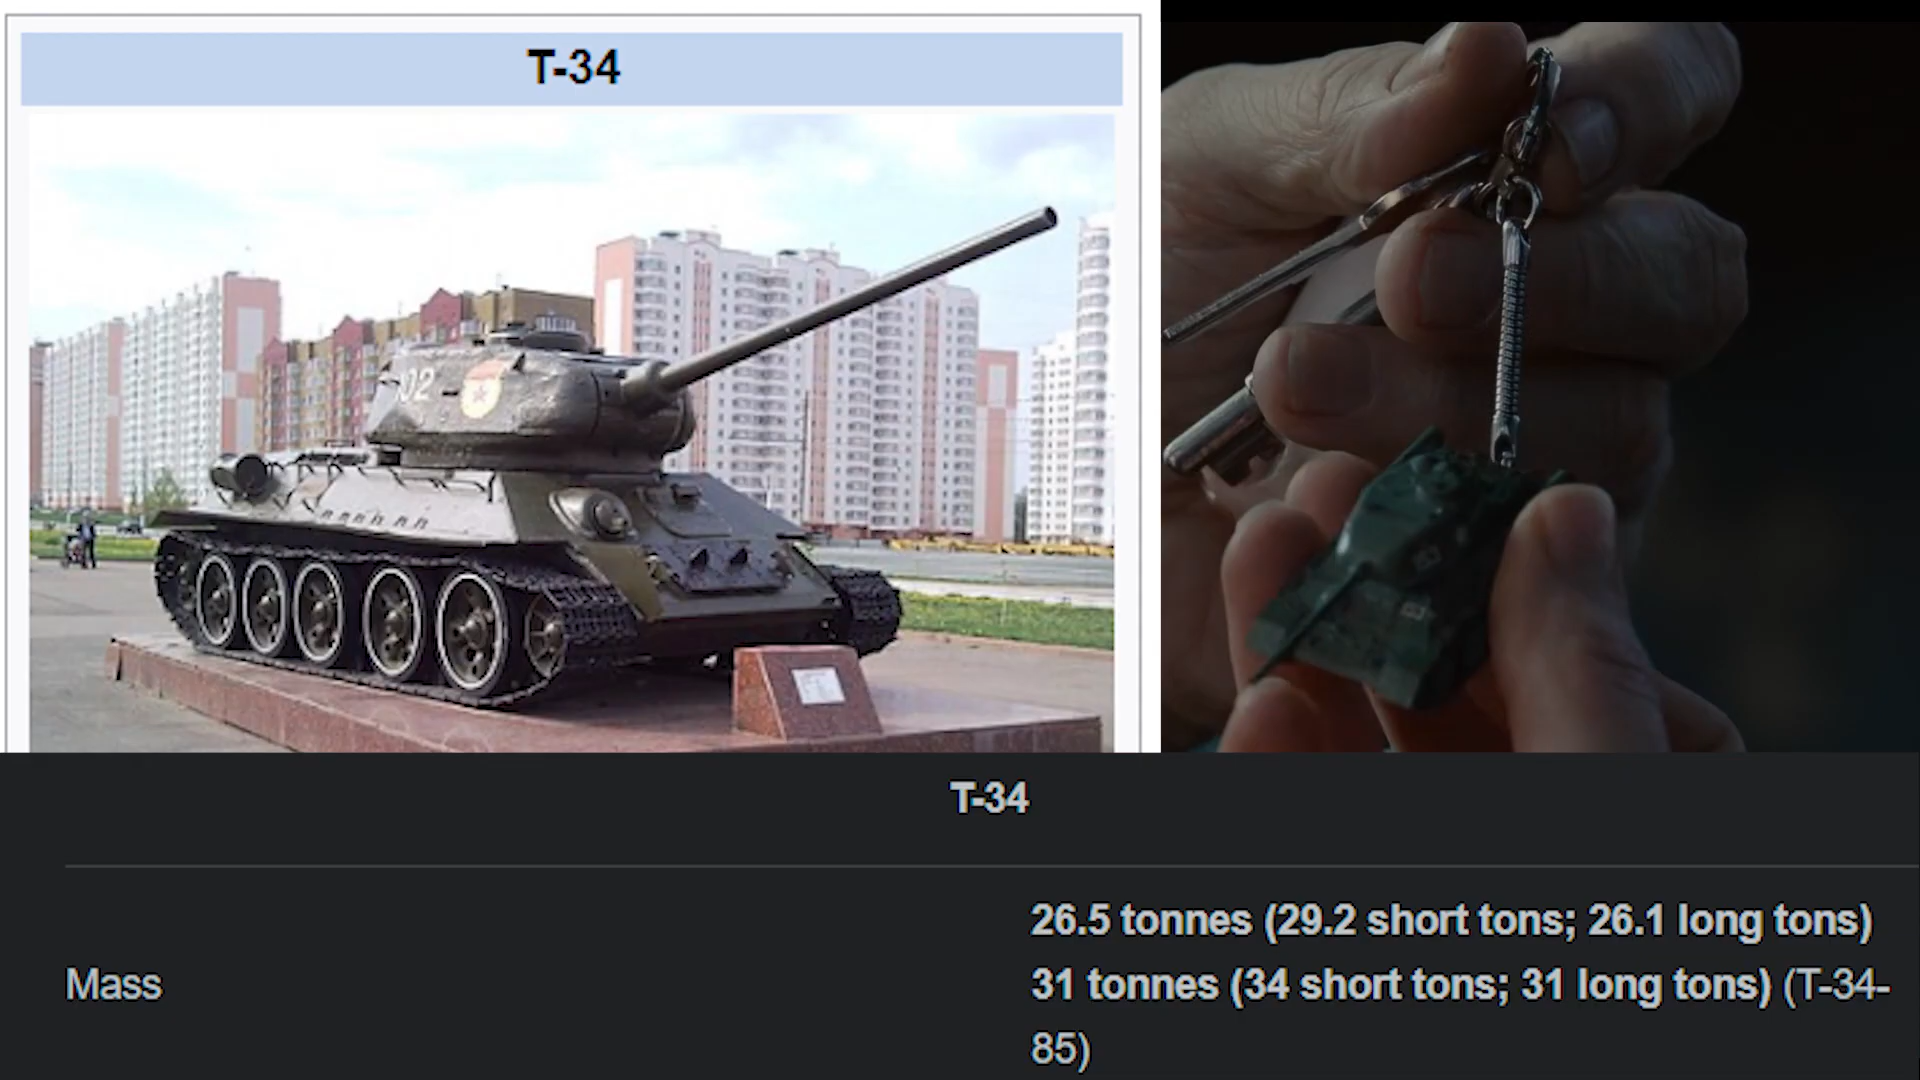 T-34
102
T-34
26.5 tonnes (29.2 short tons; 26.1 long tons)
Mass
31 tonnes (34 short tons; 31 long tons) (T-34-
85)